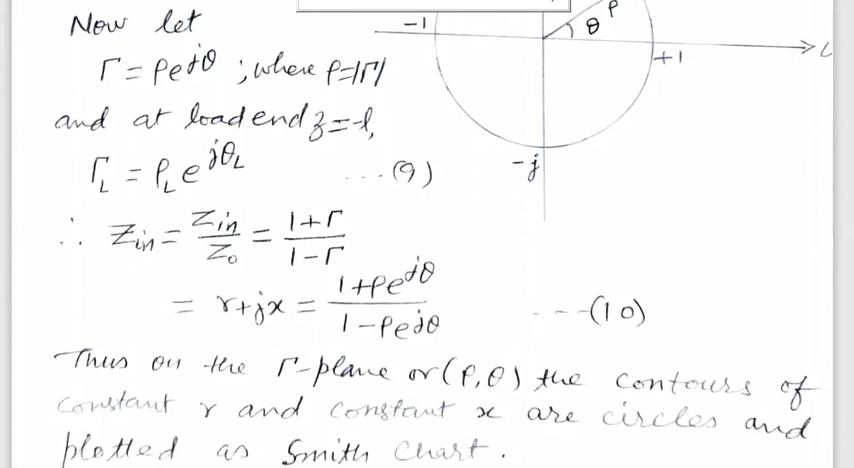 Now let
-1
θ
ρ
Γ = ρe^{jθ} ; where ρ=|Γ|
+1
and at load end z = -l,
Γ_L = ρ_L e^{jθ_L} ...(9)
-j
∴ Z_in = Z_in/Z_0 = (1+Γ)/(1-Γ)
= r+jx = (1+ρe^{jθ})/(1-ρe^{jθ}) ---(10)
Thus on the Γ-plane or (ρ,θ) the contours of
constant r and constant x are circles and
plotted as Smith Chart.